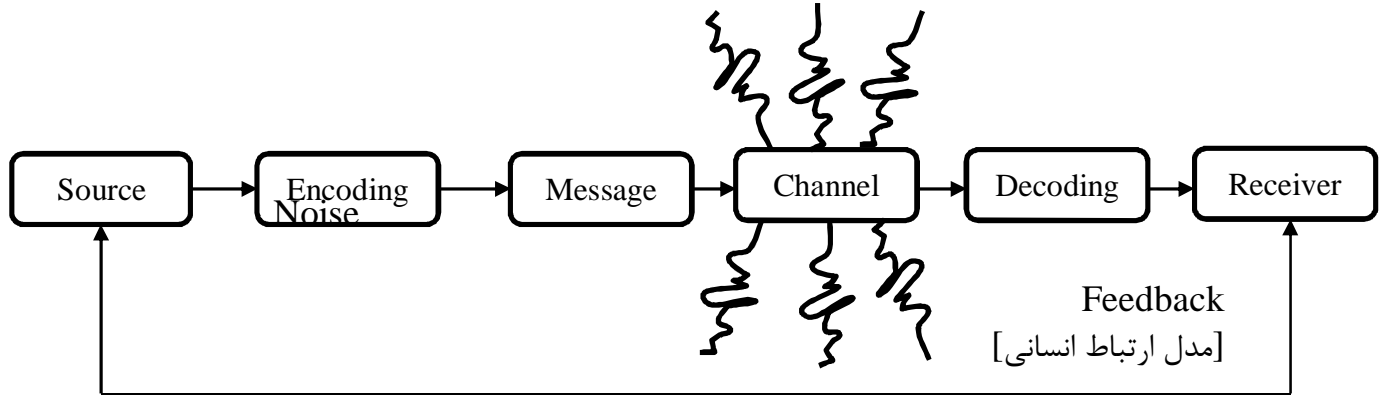 Source
Encoding
Noise
Message
Channel
Decoding
Receiver
Feedback
[مدل ارتباط انسانی]